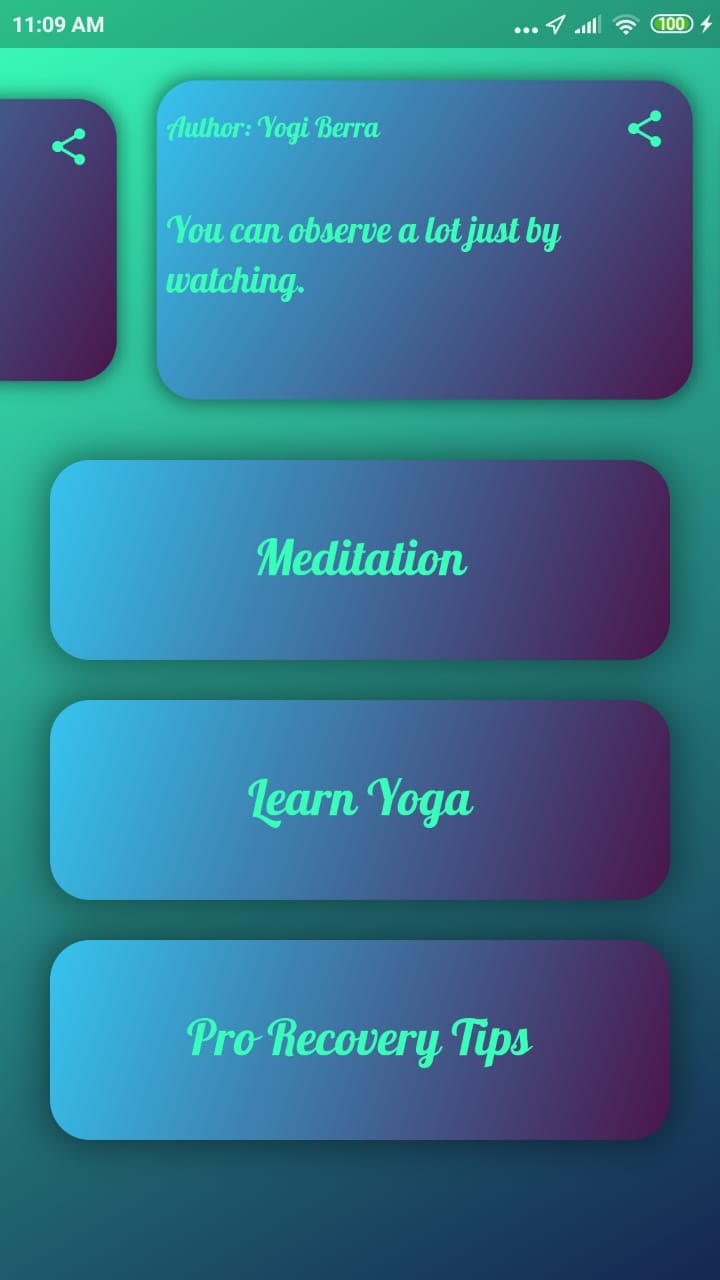 11:09 AM
100
Author: Yogi Berra
You can observe a lot just by
watching.
Meditation
Learn Yoga
Pro Recovery Tips